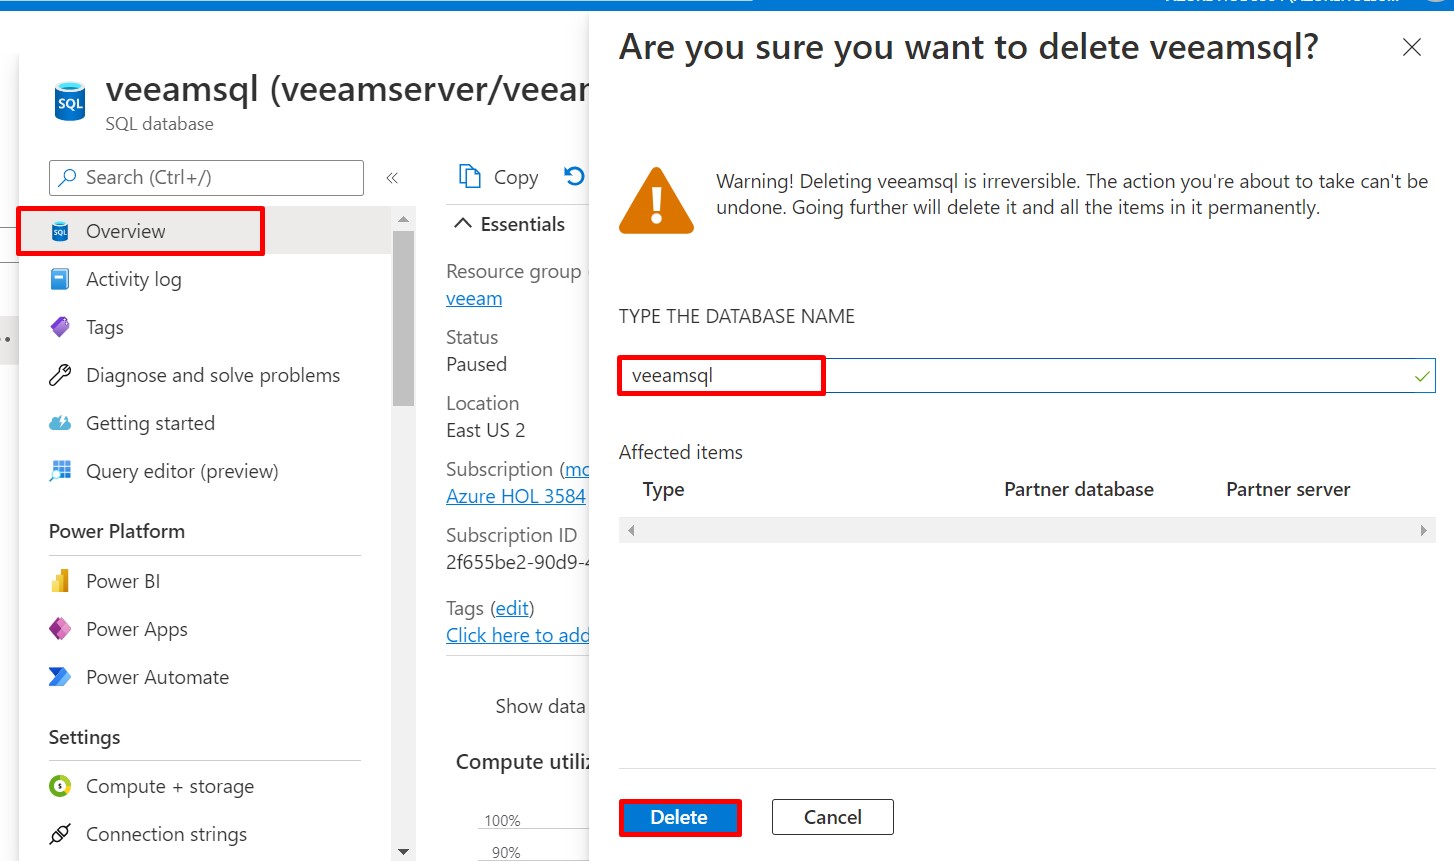 veeamsql (veeamserver/veear
SQL
SQL database
Search (Ctrl+/)
«
SQL
Overview
Activity log
Tags
Diagnose and solve problems
Getting started
Query editor (preview)
Power Platform
Power BI
Power Apps
Power Automate
Settings
Compute + storage
Connection strings
Copy
Essentials
Resource group
veeam
Status
Paused
Location
East US 2
Subscription (mo
Azure HOL 3584
Subscription ID
2f655be2-90d9-4
Tags (edit)
Click here to add
Show data
Compute utili
100%
90%
Are you sure you want to delete veeamsql?
Warning! Deleting veeamsql is irreversible. The action you're about to take can't be
undone. Going further will delete it and all the items in it permanently.
TYPE THE DATABASE NAME
veeamsql
Affected items
Type Partner database Partner server
Delete Cancel